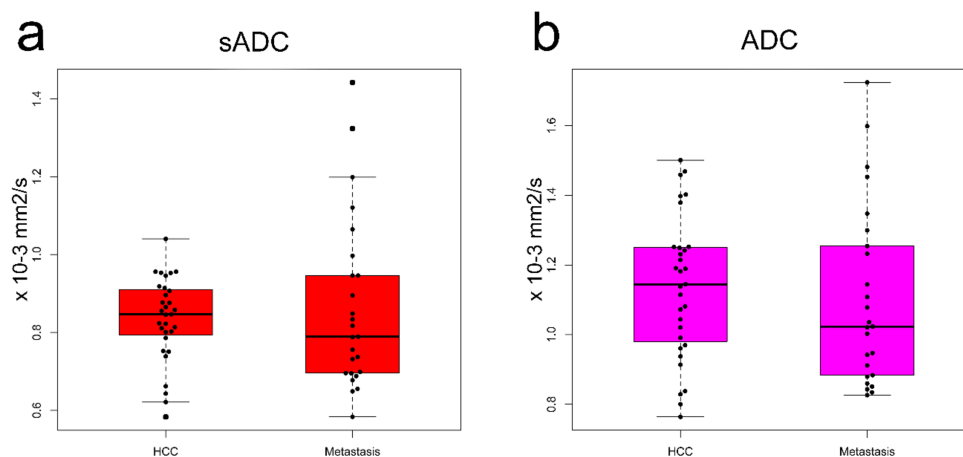 a
sADC
x 10-3 mm2/s
1.4
1.2
1.0
0.8
0.6
HCC Metastasis
b
ADC
x 10-3 mm2/s
1.6
1.4
1.2
1.0
0.8
HCC Metastasis